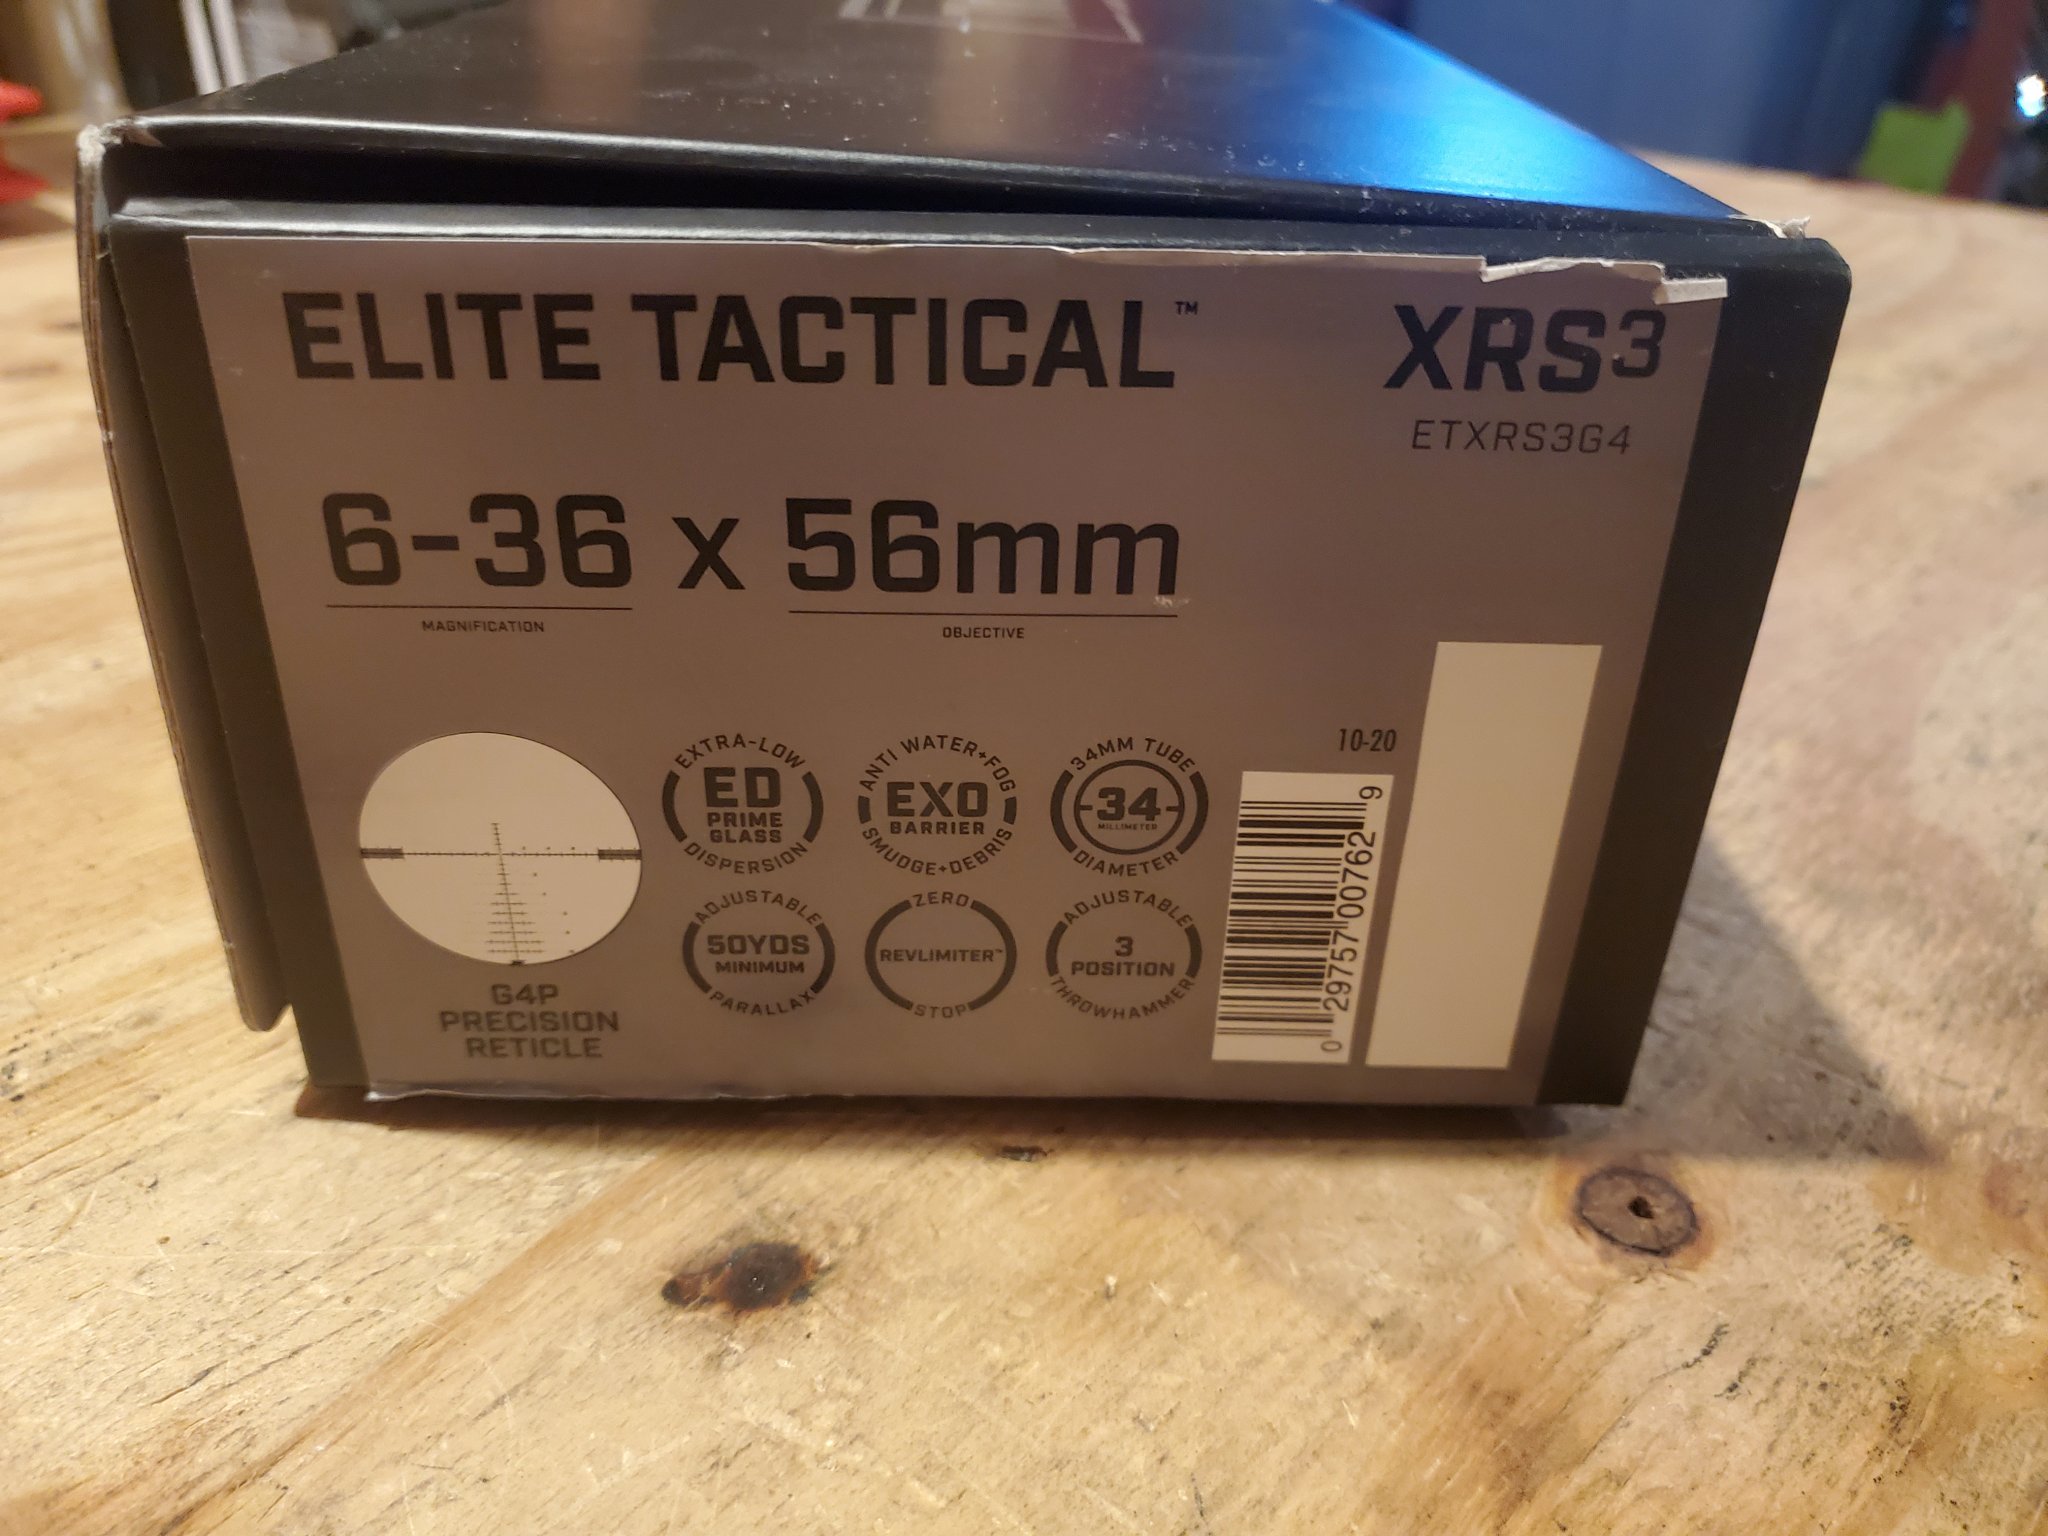 ELITE TACTICAL™
XRS3
ETXRS3G4
6-36 x 56mm
MAGNIFICATION
OBJECTIVE
G4P
PRECISION
RETICLE
EXTRA-LOW
ED
PRIME
GLASS
DISPERSION
ANTI WATER+FOG
EXO
BARRIER
SMUDGE+DEBRIS
34MM TUBE
-34-
MILLIMETER
DIAMETER
ADJUSTABLE
50YDS
MINIMUM
PARALLAX
ZERO
REVLIMITER™
STOP
ADJUSTABLE
3
POSITION
THROWHAMMER
10-20
0 29757 00762 9